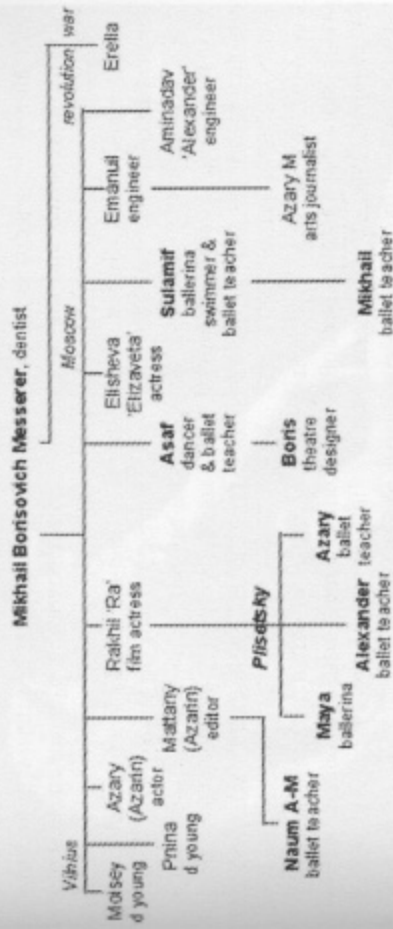 Mikhail Borisovich Messerer, dentist
Vilnius
Moscow
revolution
war
Moisey
d young
Pnina
d young
Azary
(Azarin)
actor
Mattany
(Azarin)
editor
Rakhil 'Ra'
film actress
Asaf
dancer
& ballet
teacher
Elisheva
'Elizaveta'
actress
Sulamif
ballerina
swimmer &
ballet teacher
Emanuil
engineer
Aminadav
'Alexander'
engineer
Erella
Naum A-M
ballet teacher
Plisetsky
Maya
ballerina
Alexander
ballet teacher
Azary
ballet
teacher
Boris
theatre
designer
Mikhail
ballet teacher
Azary M
arts journalist